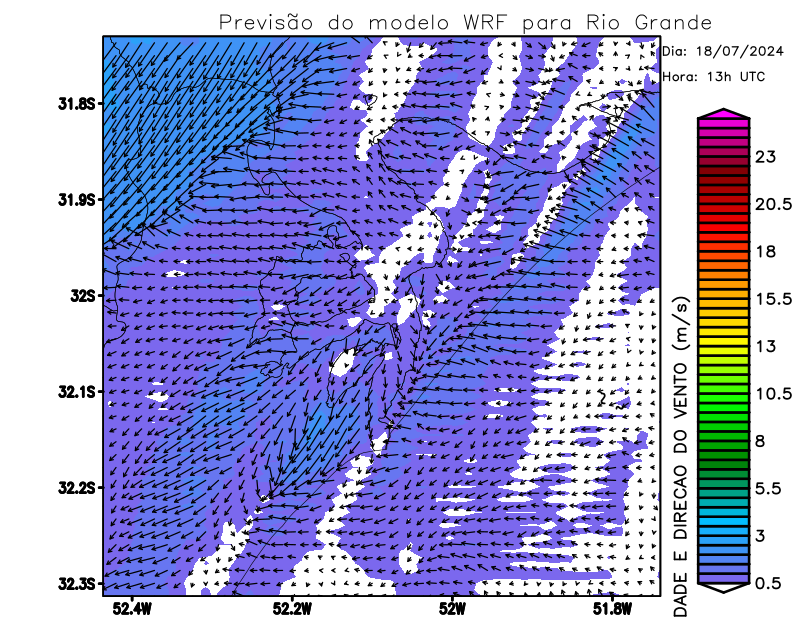 Previsão do modelo WRF para Rio Grande
Dia: 18/07/2024
Hora: 13h UTC
31.8S
31.9S
32S
32.1S
32.2S
32.3S
52.4W
52.2W
52W
51.8W
23
20.5
18
15.5
13
10.5
8
5.5
3
0.5
DADE E DIRECAO DO VENTO (m/s)